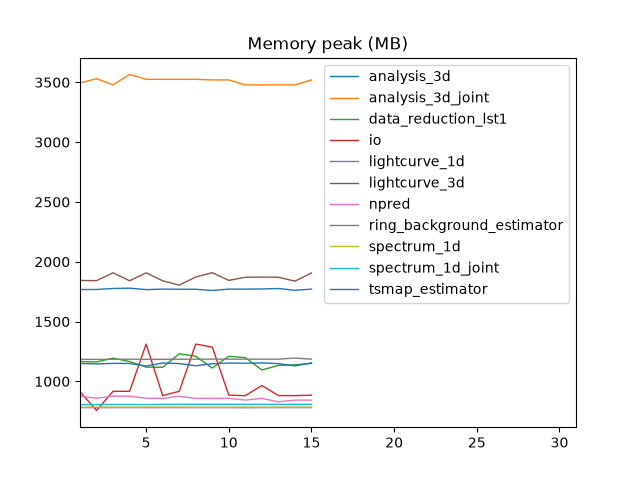 Memory peak (MB)
3500
3000
2500
2000
1500
1000
analysis_3d
analysis_3d_joint
data_reduction_lst1
io
lightcurve_1d
lightcurve_3d
npred
ring_background_estimator
spectrum_1d
spectrum_1d_joint
tsmap_estimator
5 10 15 20 25 30